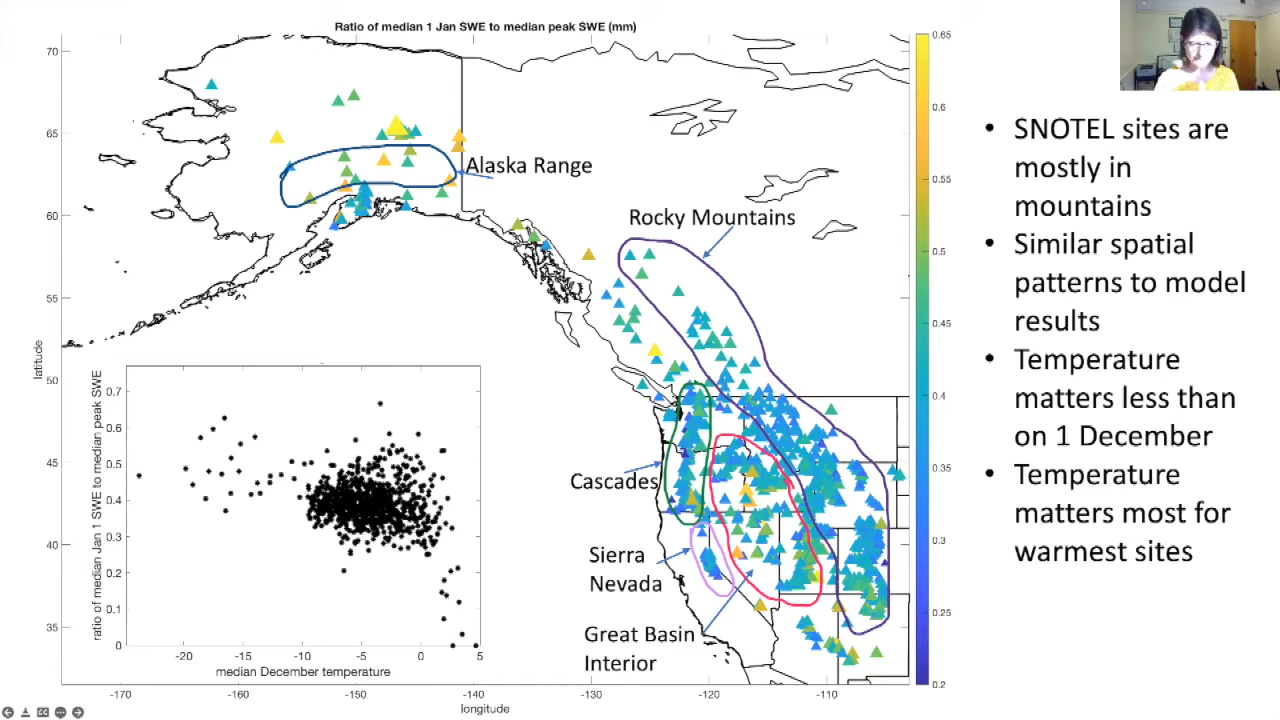 Ratio of median 1 Jan SWE to median peak SWE (mm)
70
65
60
55
50
45
40
35
latitude
-170
-160
-150
-140
-130
-120
-110
longitude
0.65
0.6
0.55
0.5
0.45
0.4
0.35
0.3
0.25
0.2
Alaska Range
Rocky Mountains
Cascades
Sierra
Nevada
Great Basin
Interior
0.7
0.6
0.5
0.4
0.3
0.2
0.1
0
ratio of median Jan 1 SWE to median peak SWE
-20
-15
-10
-5
0
5
median December temperature
• SNOTEL sites are
mostly in
mountains
• Similar spatial
patterns to model
results
• Temperature
matters less than
on 1 December
• Temperature
matters most for
warmest sites